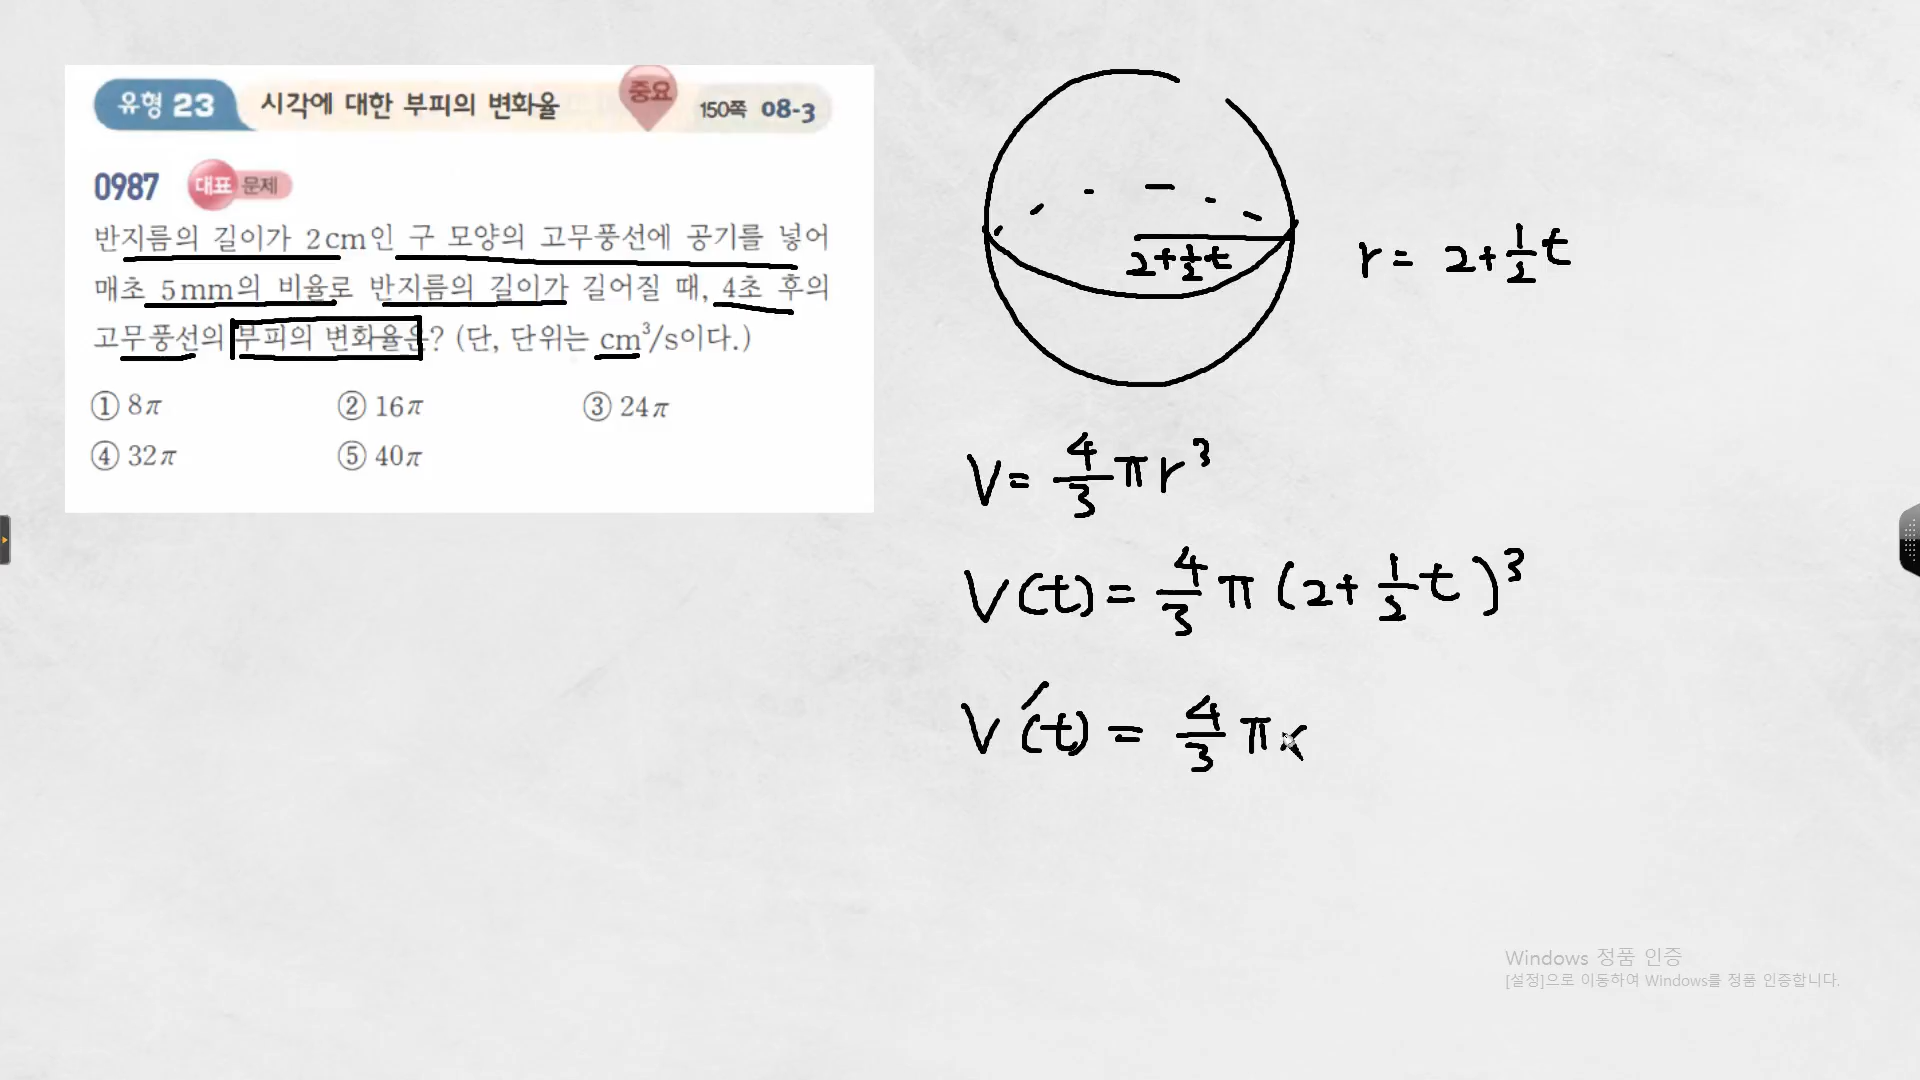 유형 23 시각에 대한 부피의 변화율 중요 150쪽 08-3
0987 대표 문제
반지름의 길이가 2cm인 구 모양의 고무풍선에 공기를 넣어
매초 5mm의 비율로 반지름의 길이가 길어질 때, 4초 후의
고무풍선의 부피의 변화율은? (단, 단위는 cm³/s이다.)
① 8π ② 16π ③ 24π
④ 32π ⑤ 40π
2+½t
r = 2+½t
V = 4/3 π r³
V(t) = 4/3 π (2+½t)³
V'(t) = 4/3 π ×
Windows 정품 인증
[설정]으로 이동하여 Windows를 정품 인증합니다.